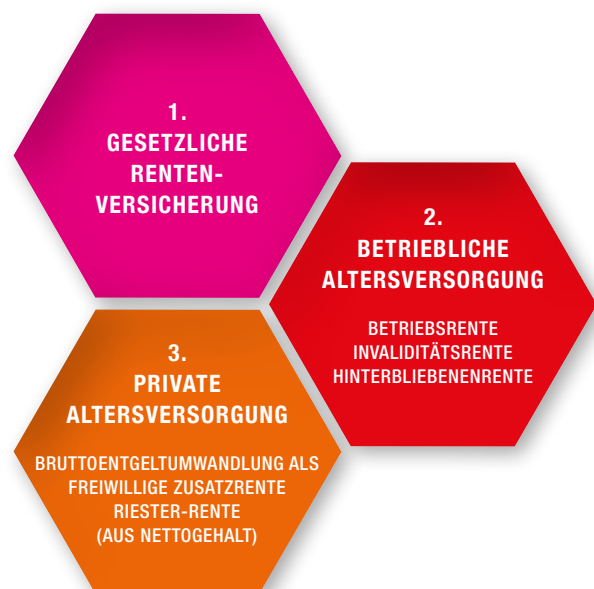 1.
GESETZLICHE
RENTEN-
VERSICHERUNG
2.
BETRIEBLICHE
ALTERSVERSORGUNG
BETRIEBSRENTE
INVALIDITÄTSRENTE
HINTERBLIEBENENRENTE
3.
PRIVATE
ALTERSVERSORGUNG
BRUTTOENTGELTUMWANDLUNG ALS
FREIWILLIGE ZUSATZRENTE
RIESTER-RENTE
(AUS NETTOGEHALT)